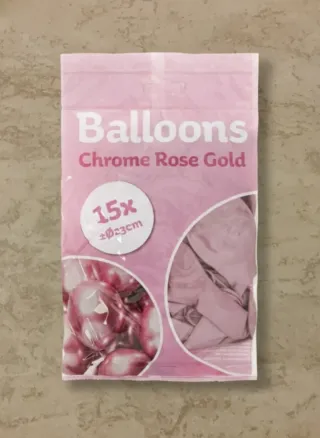 Balloons
Chrome Rose Gold
15x
±Ø23cm